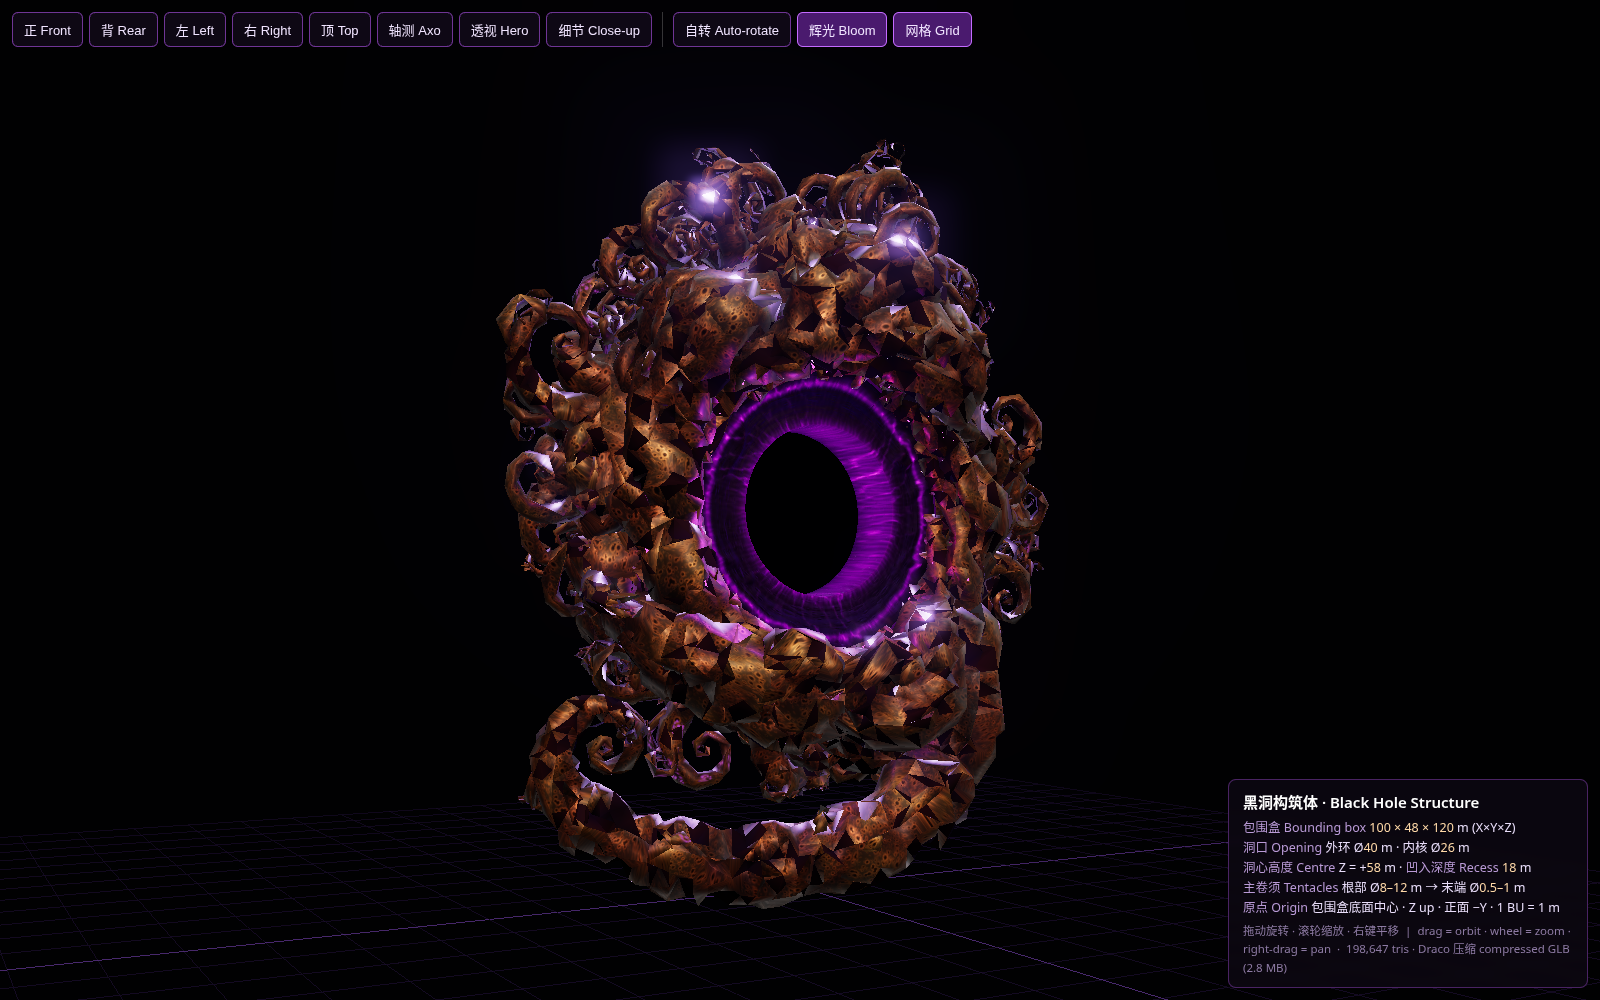 正 Front
背 Rear
左 Left
右 Right
顶 Top
轴测 Axo
透视 Hero
细节 Close-up
自转 Auto-rotate
辉光 Bloom
网格 Grid
黑洞构筑体 · Black Hole Structure
包围盒 Bounding box 100 × 48 × 120 m (X×Y×Z)
洞口 Opening 外环 Ø40 m · 内核 Ø26 m
洞心高度 Centre Z = +58 m · 凹入深度 Recess 18 m
主卷须 Tentacles 根部 Ø8–12 m → 末端 Ø0.5–1 m
原点 Origin 包围盒底面中心 · Z up · 正面 −Y · 1 BU = 1 m
拖动旋转 · 滚轮缩放 · 右键平移 | drag = orbit · wheel = zoom ·
right-drag = pan · 198,647 tris · Draco 压缩 compressed GLB
(2.8 MB)